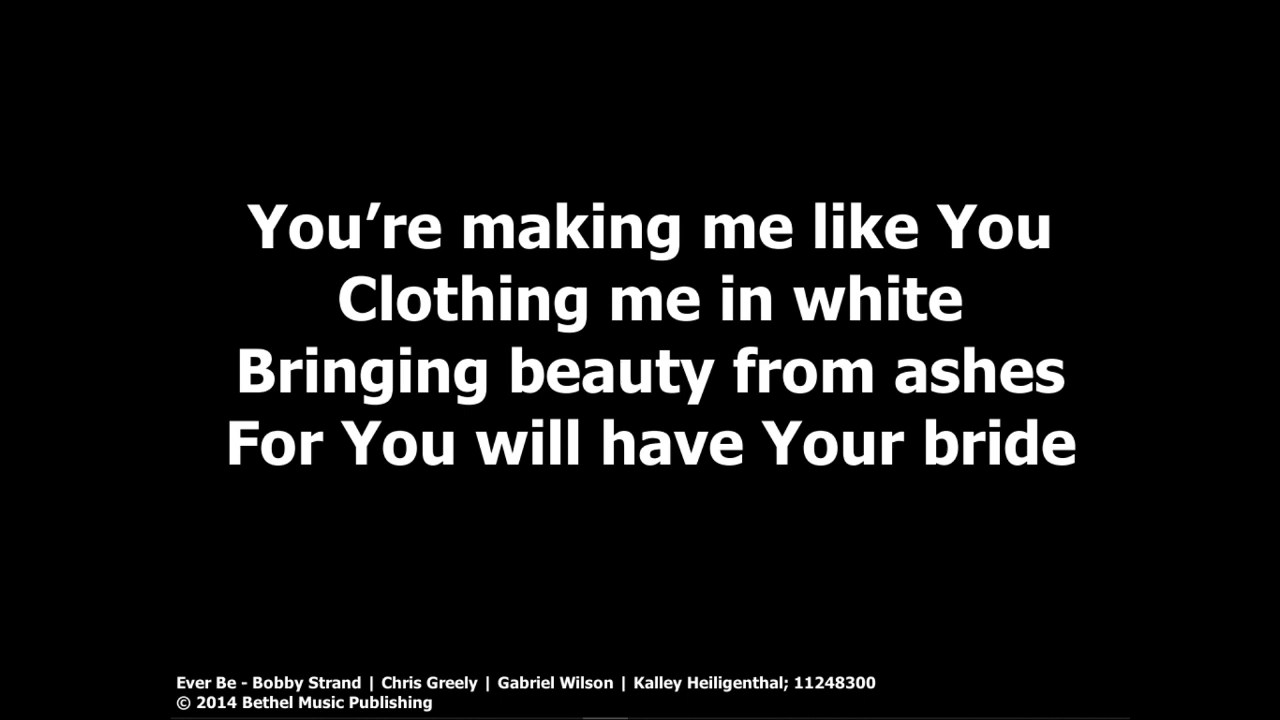 You’re making me like You
Clothing me in white
Bringing beauty from ashes
For You will have Your bride
Ever Be - Bobby Strand | Chris Greely | Gabriel Wilson | Kalley Heiligenthal; 11248300
© 2014 Bethel Music Publishing